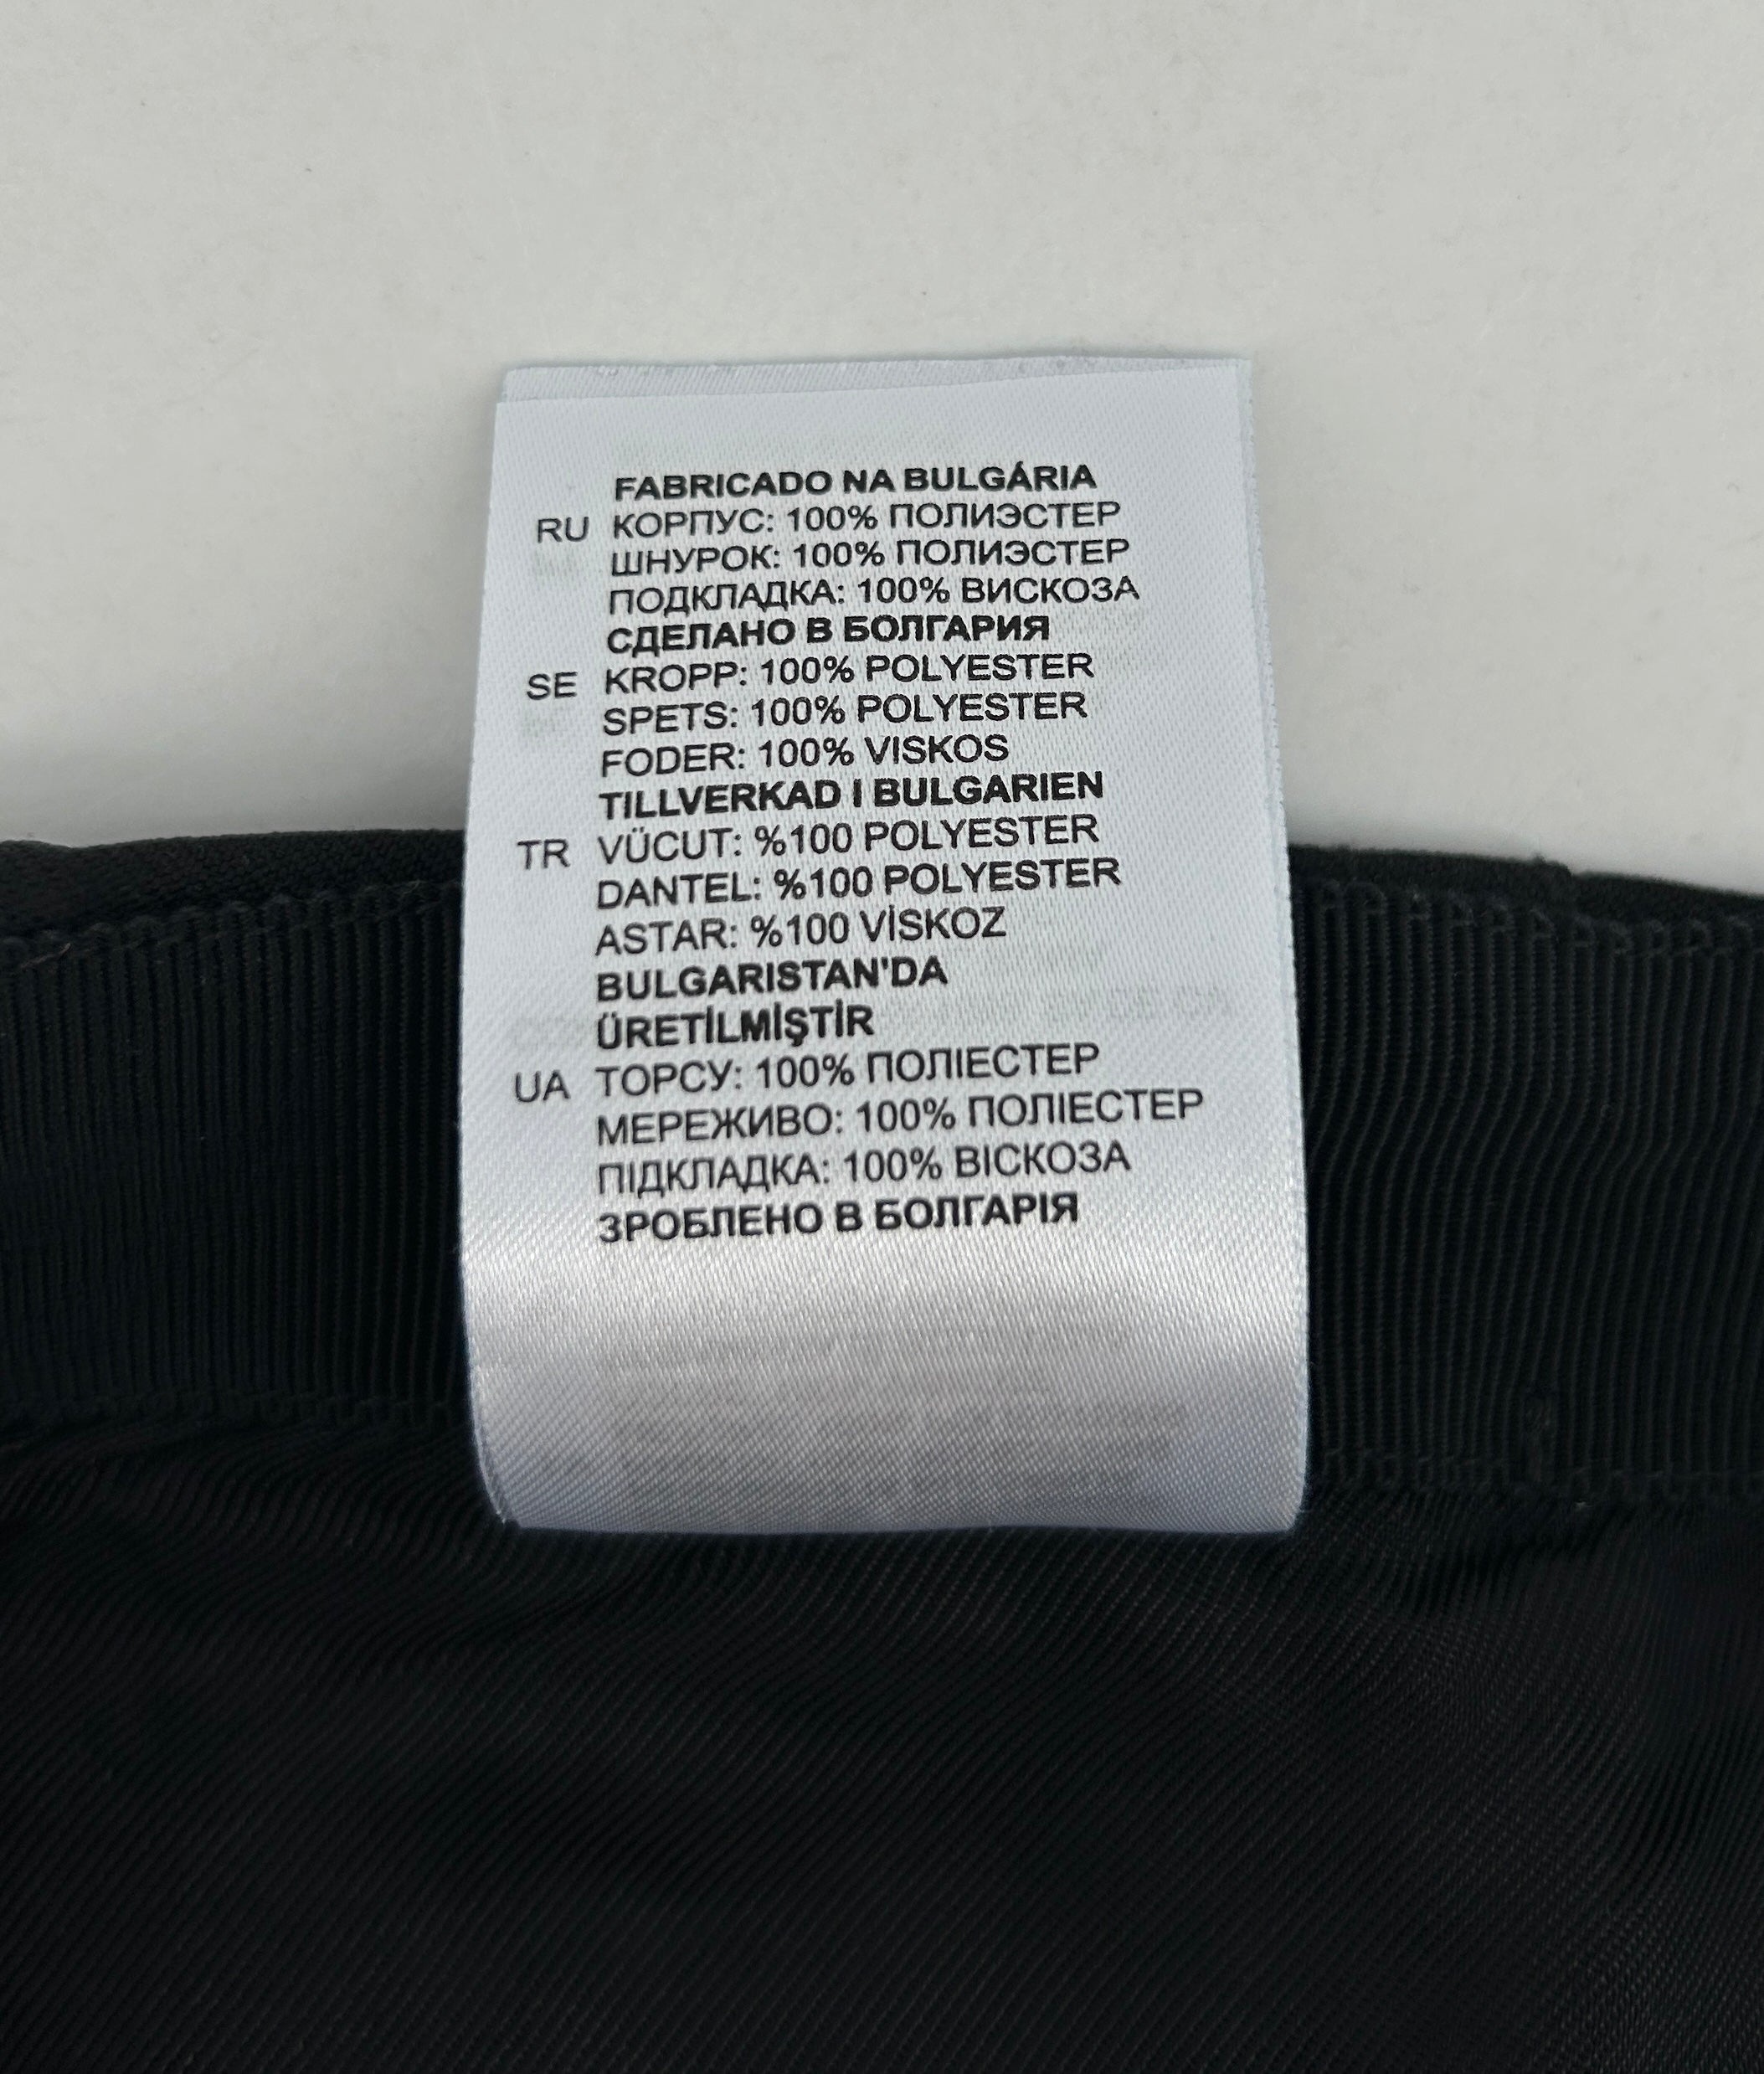 FABRICADO NA BULGÁRIA
RU КОРПУС: 100% ПОЛИЭСТЕР
ШНУРОК: 100% ПОЛИЭСТЕР
ПОДКЛАДКА: 100% ВИСКОЗА
СДЕЛАНО В БОЛГАРИЯ
SE KROPP: 100% POLYESTER
SPETS: 100% POLYESTER
FODER: 100% VISKOS
TILLVERKAD I BULGARIEN
TR VÜCUT: %100 POLYESTER
DANTEL: %100 POLYESTER
ASTAR: %100 VİSKOZ
BULGARISTAN'DA
ÜRETİLMİŞTİR
UA ТОРСУ: 100% ПОЛІЕСТЕР
МЕРЕЖИВО: 100% ПОЛІЕСТЕР
ПІДКЛАДКА: 100% ВІСКОЗА
ЗРОБЛЕНО В БОЛГАРІЯ